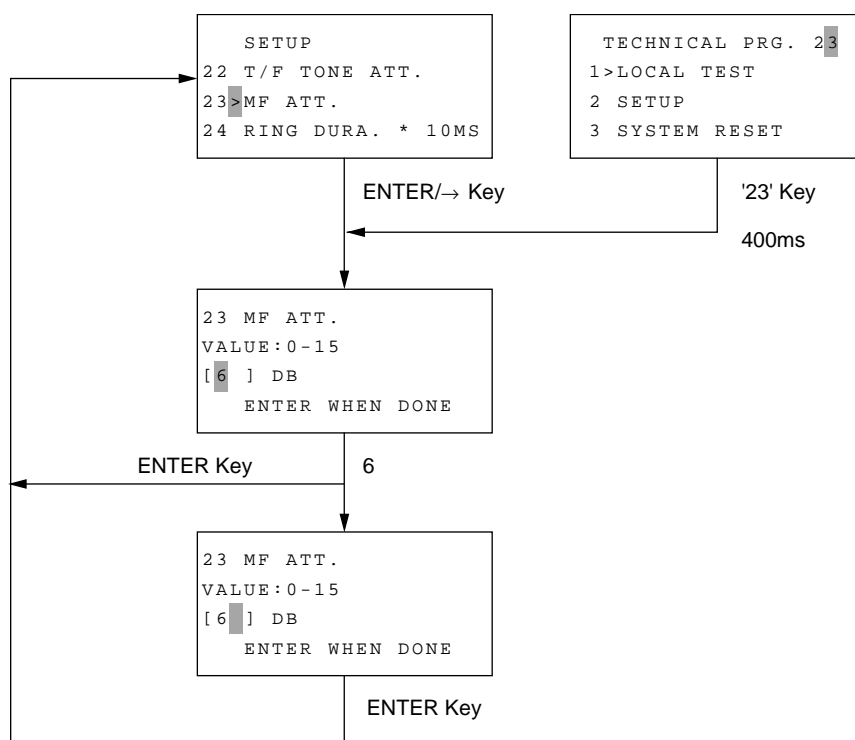 SETUP
22 T/F TONE ATT.
23>MF ATT.
24 RING DURA. * 10MS
TECHNICAL PRG. 23
1>LOCAL TEST
2 SETUP
3 SYSTEM RESET
ENTER/→ Key
'23' Key
400ms
23 MF ATT.
VALUE:0-15
[6 ] DB
ENTER WHEN DONE
ENTER Key
6
23 MF ATT.
VALUE:0-15
[6 ] DB
ENTER WHEN DONE
ENTER Key